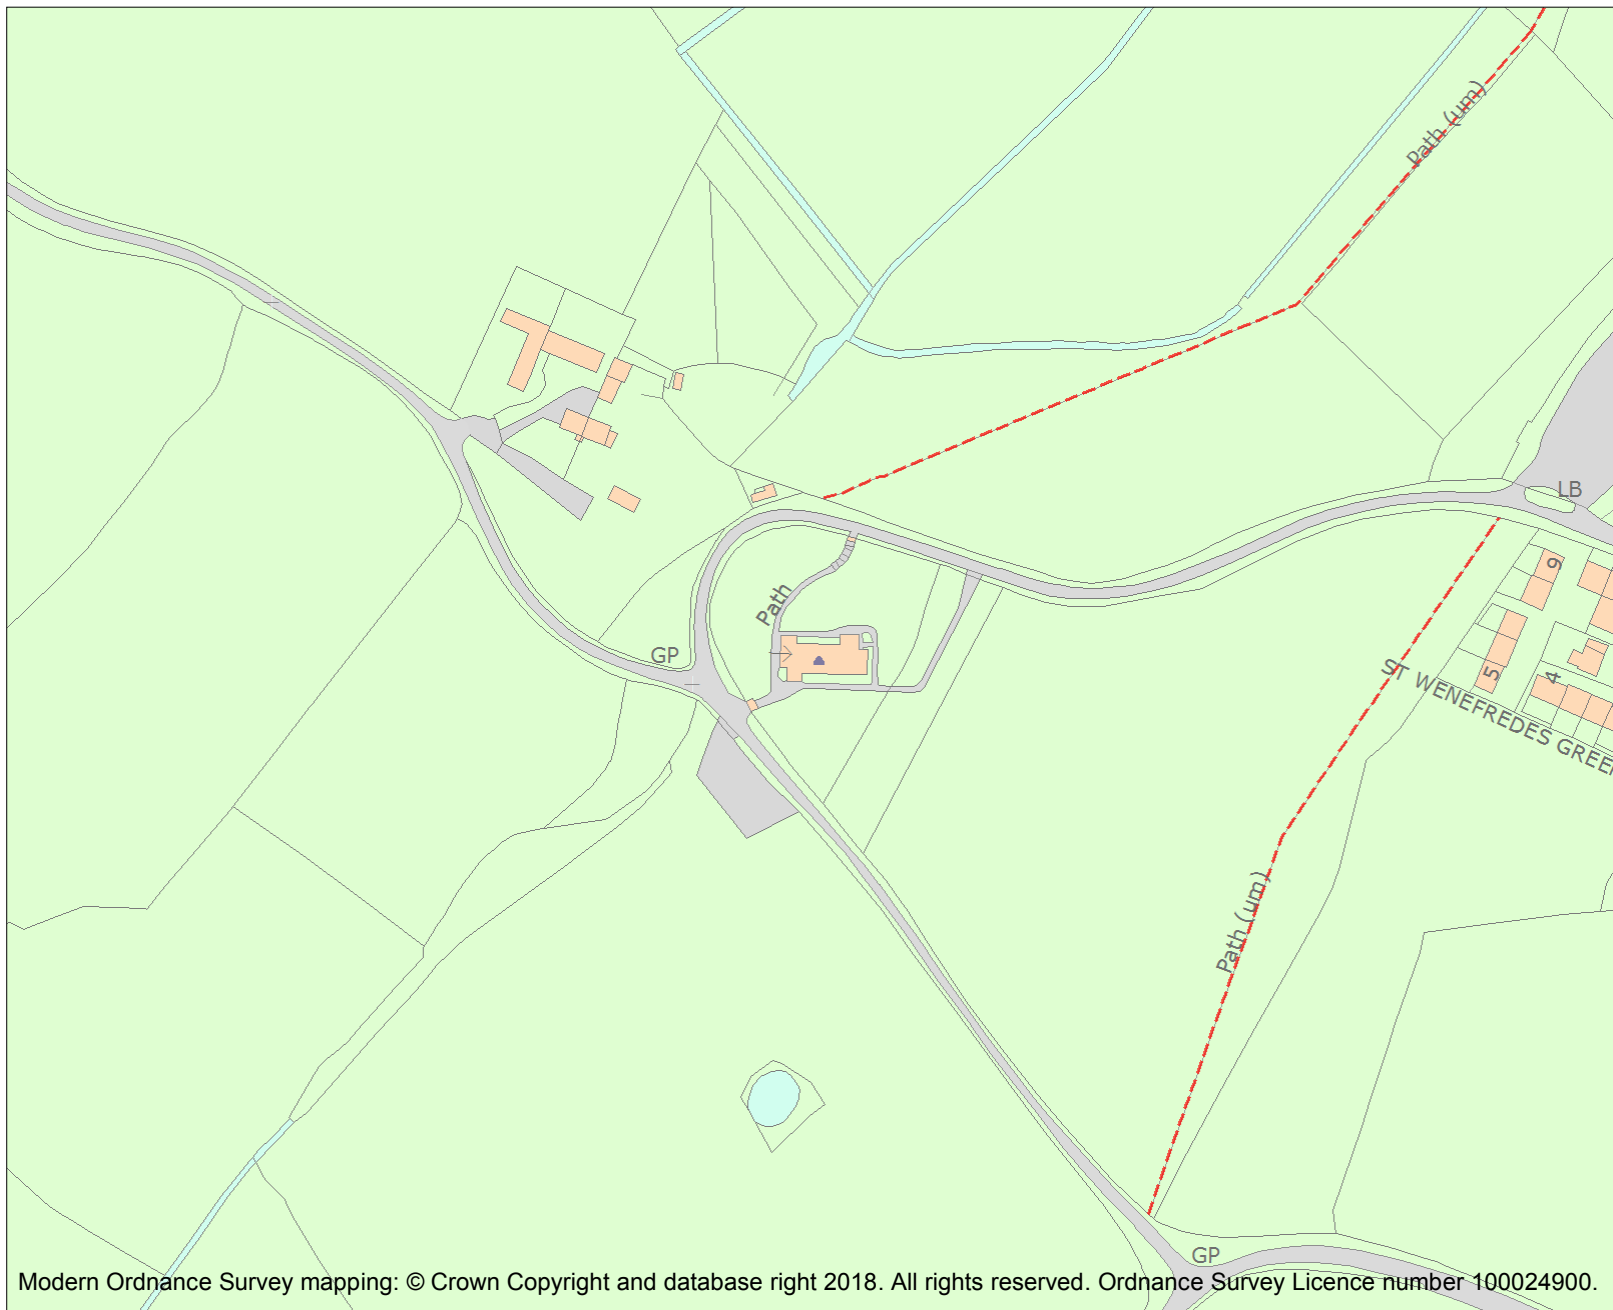 Path (um)
LB
9
Path
GP
5
4
ST WENEFREDES GREE
Path (um)
GP
Modern Ordnance Survey mapping: © Crown Copyright and database right 2018. All rights reserved. Ordnance Survey Licence number 100024900.